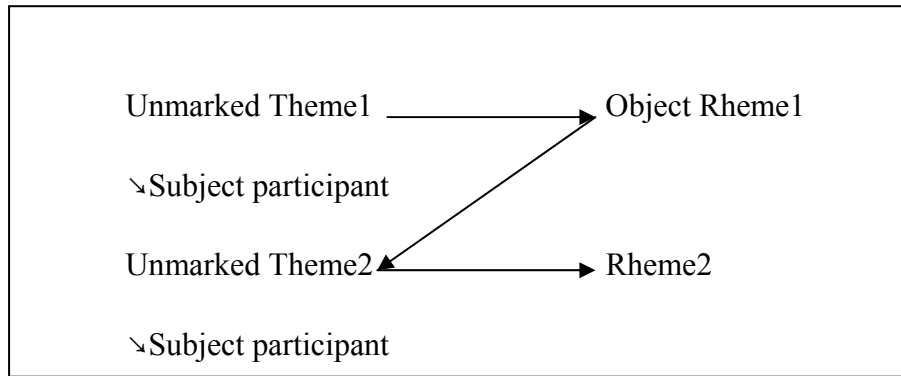 Unmarked Theme1 Object Rheme1
↘Subject participant
Unmarked Theme2 Rheme2
↘Subject participant